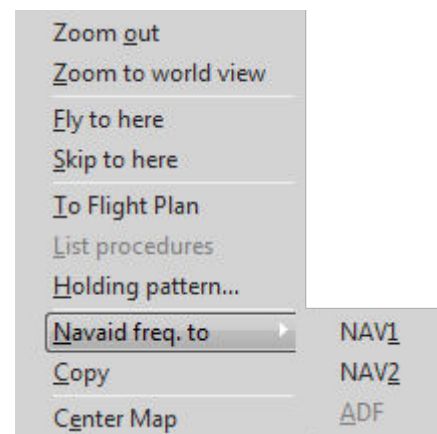 Zoom out
Zoom to world view
Fly to here
Skip to here
To Flight Plan
List procedures
Holding pattern...
Navaid freq. to
Copy
Center Map
NAV1
NAV2
ADF